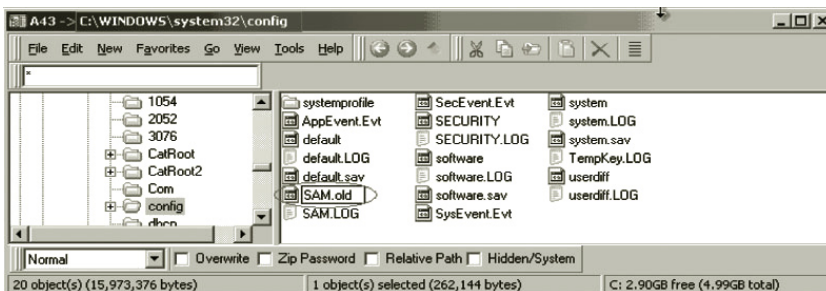 A43 -> C:\WINDOWS\system32\config
File Edit New Favorites Go View Tools Help
*
1054
2052
3076
CatRoot
CatRoot2
Com
config
dhcp
systemprofile
AppEvent.Evt
default
default.LOG
default.sav
SAM.old
SAM.LOG
SecEvent.Evt
SECURITY
SECURITY.LOG
software
software.LOG
software.sav
SysEvent.Evt
system
system.LOG
system.sav
TempKey.LOG
userdiff
userdiff.LOG
Normal Overwrite Zip Password Relative Path Hidden/System
20 object(s) (15,973,376 bytes) 1 object(s) selected (262,144 bytes) C: 2.90GB free (4.99GB total)